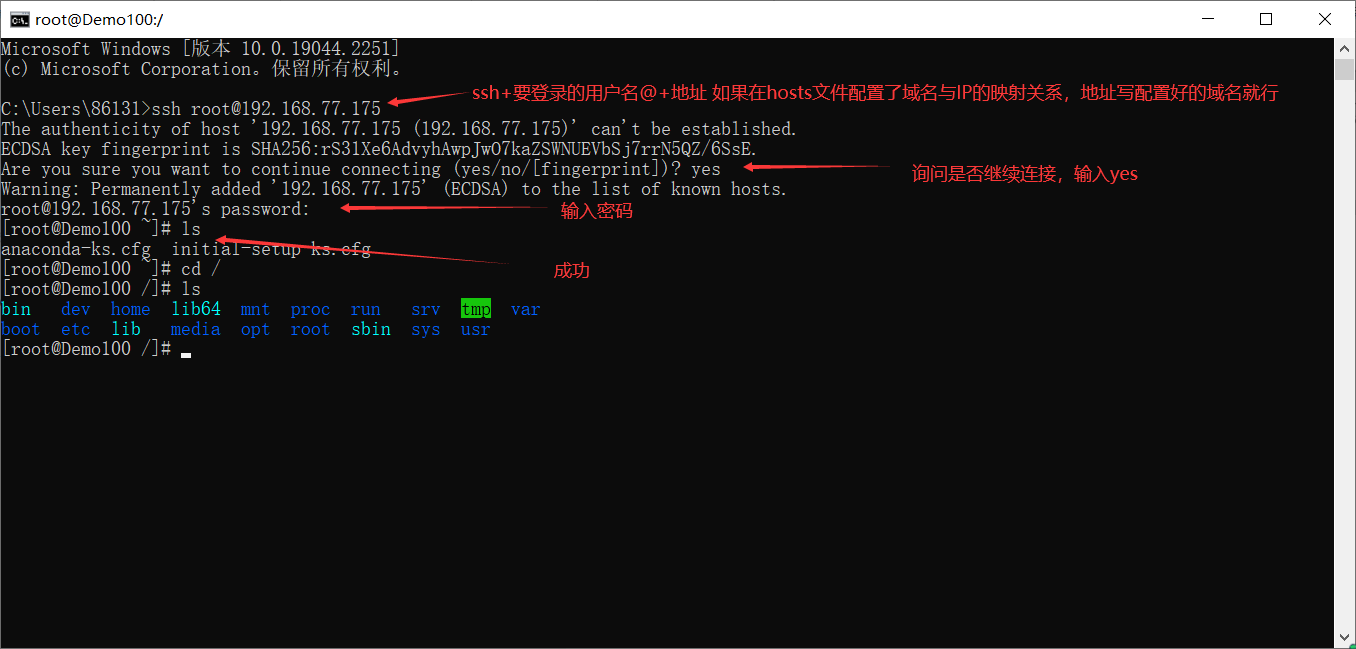 root@Demo100:/
Microsoft Windows [版本 10.0.19044.2251]
(c) Microsoft Corporation。保留所有权利。
C:\Users\86131>ssh root@192.168.77.175
ssh+要登录的用户名@+地址 如果在hosts文件配置了域名与IP的映射关系，地址写配置好的域名就行
The authenticity of host '192.168.77.175 (192.168.77.175)' can't be established.
ECDSA key fingerprint is SHA256:rS3lXe6AdvyhAwpJwO7kaZSWNUEVbSj7rrN5QZ/6SsE.
Are you sure you want to continue connecting (yes/no/[fingerprint])? yes
询问是否继续连接，输入yes
Warning: Permanently added '192.168.77.175' (ECDSA) to the list of known hosts.
root@192.168.77.175's password:
输入密码
[root@Demo100 ~]# ls
anaconda-ks.cfg  initial-setup-ks.cfg
成功
[root@Demo100 ~]# cd /
[root@Demo100 /]# ls
bin   dev  home  lib64  mnt  proc  run   srv  tmp  var
boot  etc  lib   media  opt  root  sbin  sys  usr
[root@Demo100 /]#